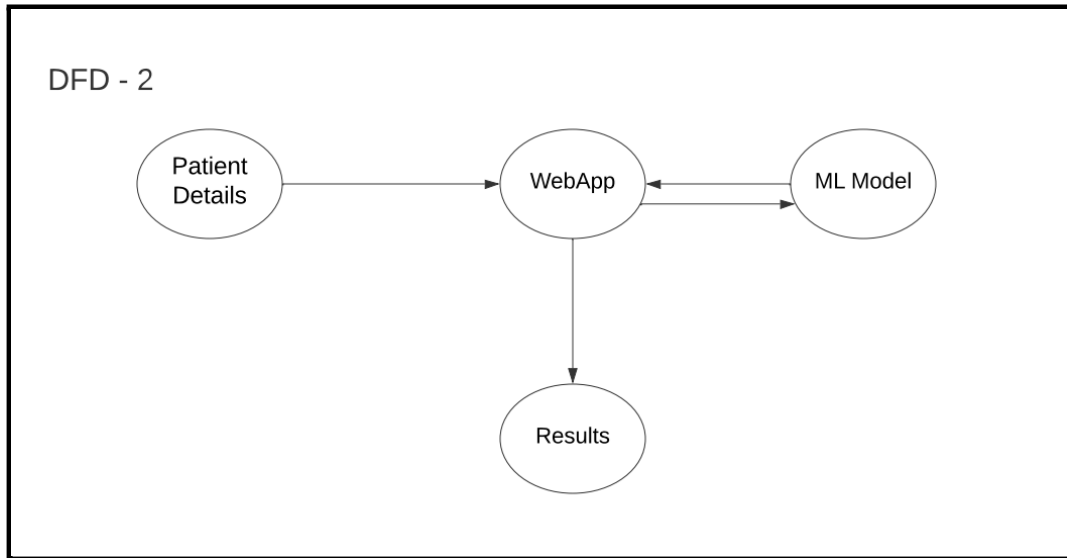 DFD - 2
Patient
Details
WebApp
ML Model
Results